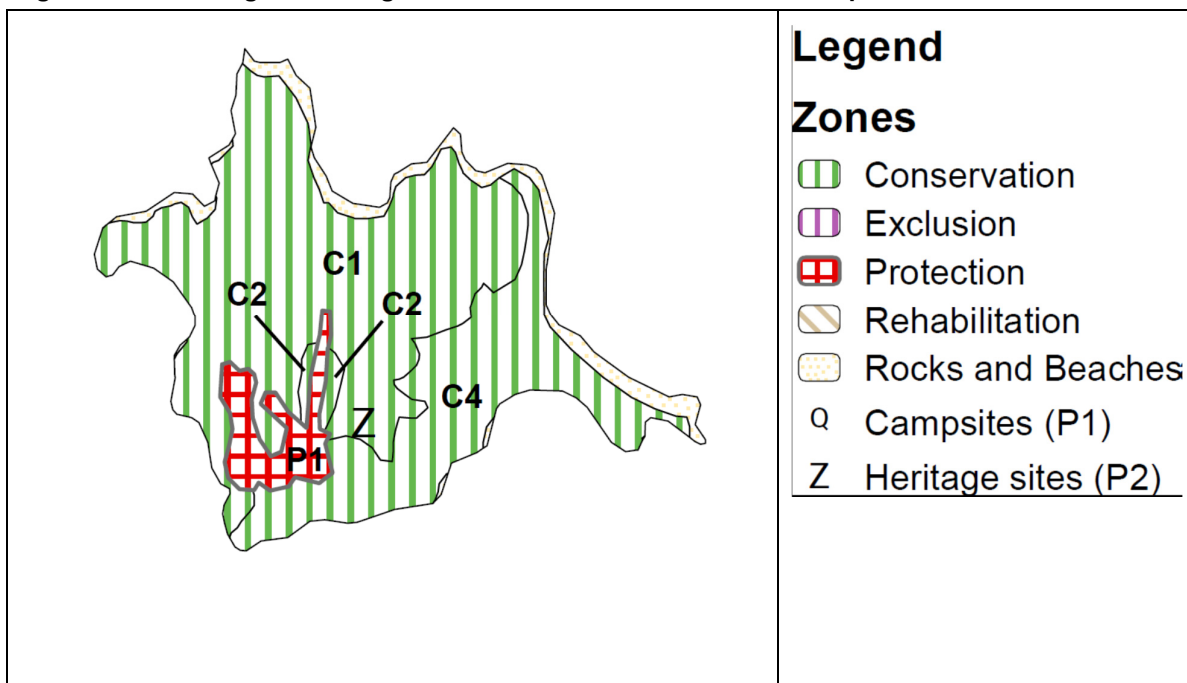 C1
C2
C2
C4
Z
P1
Legend
Zones
Conservation
Exclusion
Protection
Rehabilitation
Rocks and Beaches
Q Campsites (P1)
Z Heritage sites (P2)